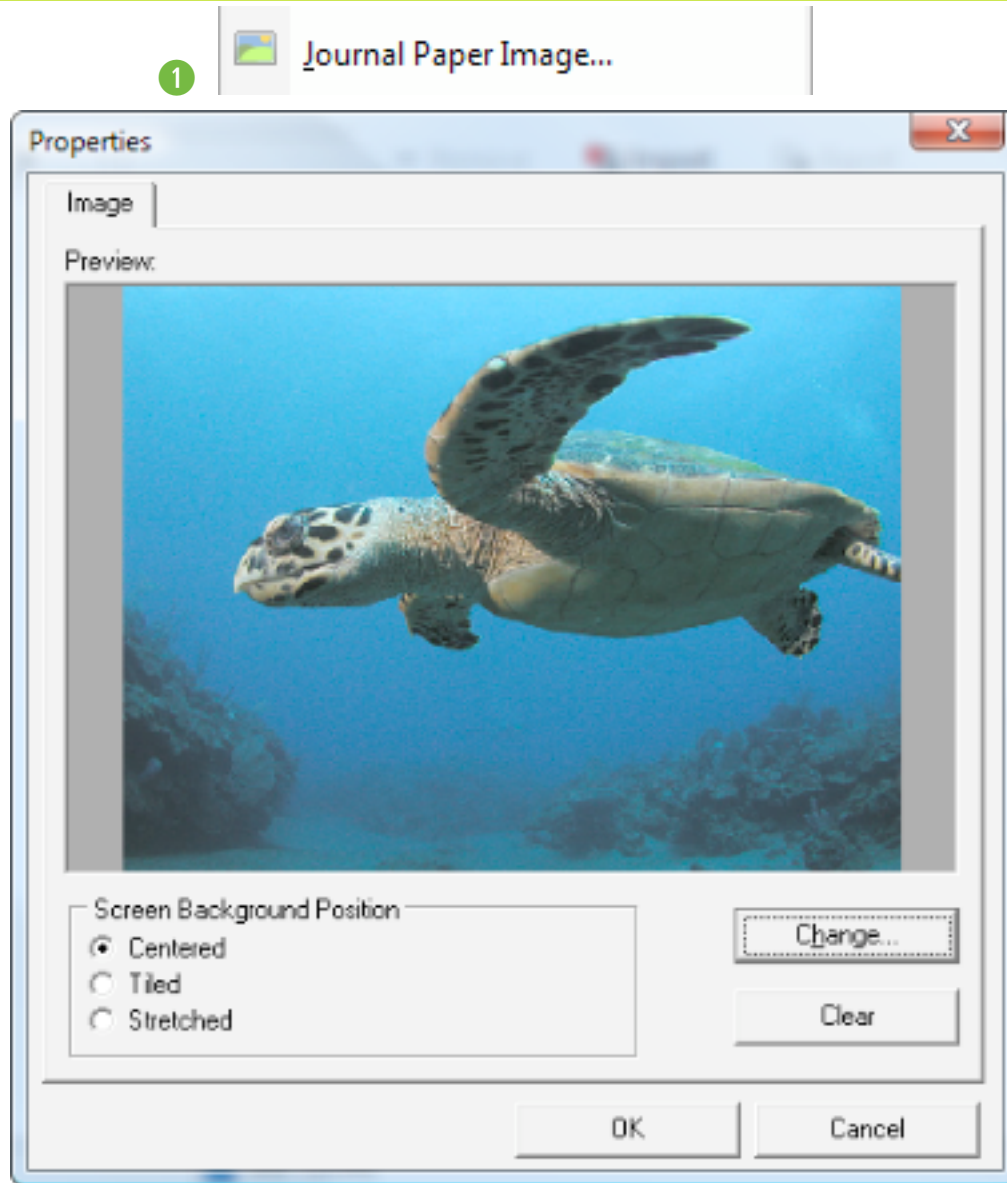 Journal Paper Image...
1
Properties
Image
Preview:
Screen Background Position
Centered
Tiled
Stretched
Change...
Clear
OK
Cancel